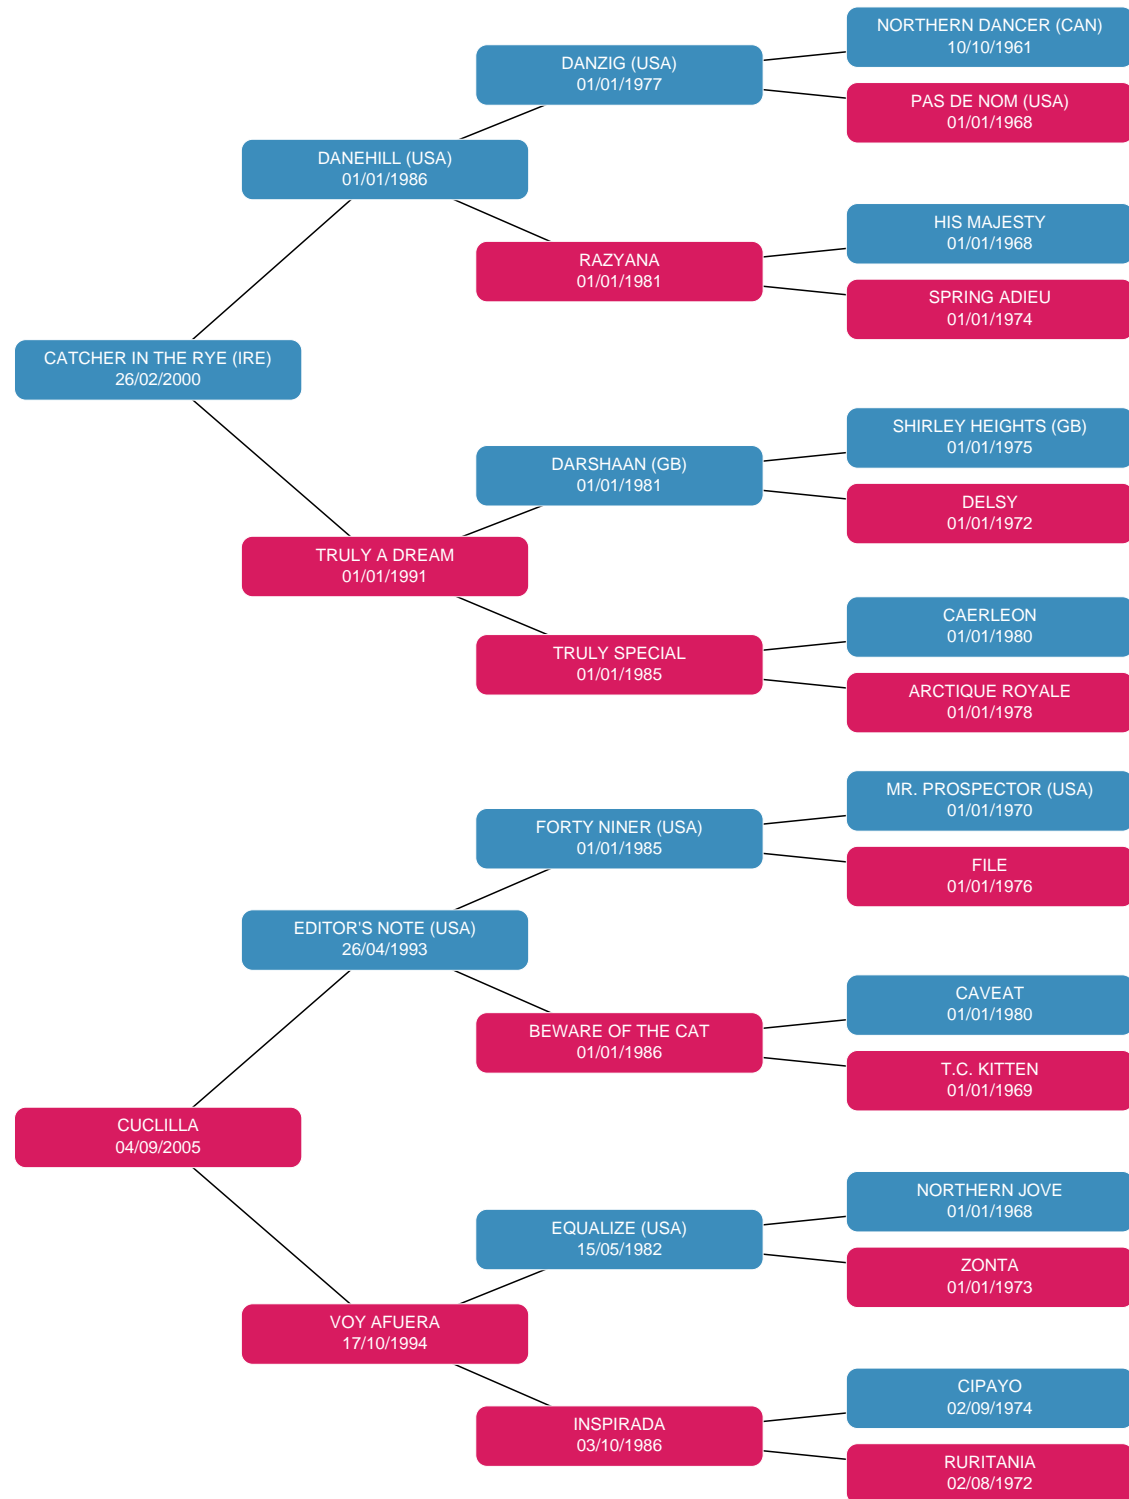 NORTHERN DANCER (CAN)
10/10/1961
DANZIG (USA)
01/01/1977
PAS DE NOM (USA)
01/01/1968
DANEHILL (USA)
01/01/1986
HIS MAJESTY
01/01/1968
RAZYANA
01/01/1981
SPRING ADIEU
01/01/1974
CATCHER IN THE RYE (IRE)
26/02/2000
SHIRLEY HEIGHTS (GB)
01/01/1975
DARSHAAN (GB)
01/01/1981
DELSY
01/01/1972
TRULY A DREAM
01/01/1991
CAERLEON
01/01/1980
TRULY SPECIAL
01/01/1985
ARCTIQUE ROYALE
01/01/1978
MR. PROSPECTOR (USA)
01/01/1970
FORTY NINER (USA)
01/01/1985
FILE
01/01/1976
EDITOR'S NOTE (USA)
26/04/1993
CAVEAT
01/01/1980
BEWARE OF THE CAT
01/01/1986
T.C. KITTEN
01/01/1969
CUCLILLA
04/09/2005
NORTHERN JOVE
01/01/1968
EQUALIZE (USA)
15/05/1982
ZONTA
01/01/1973
VOY AFUERA
17/10/1994
CIPAYO
02/09/1974
INSPIRADA
03/10/1986
RURITANIA
02/08/1972